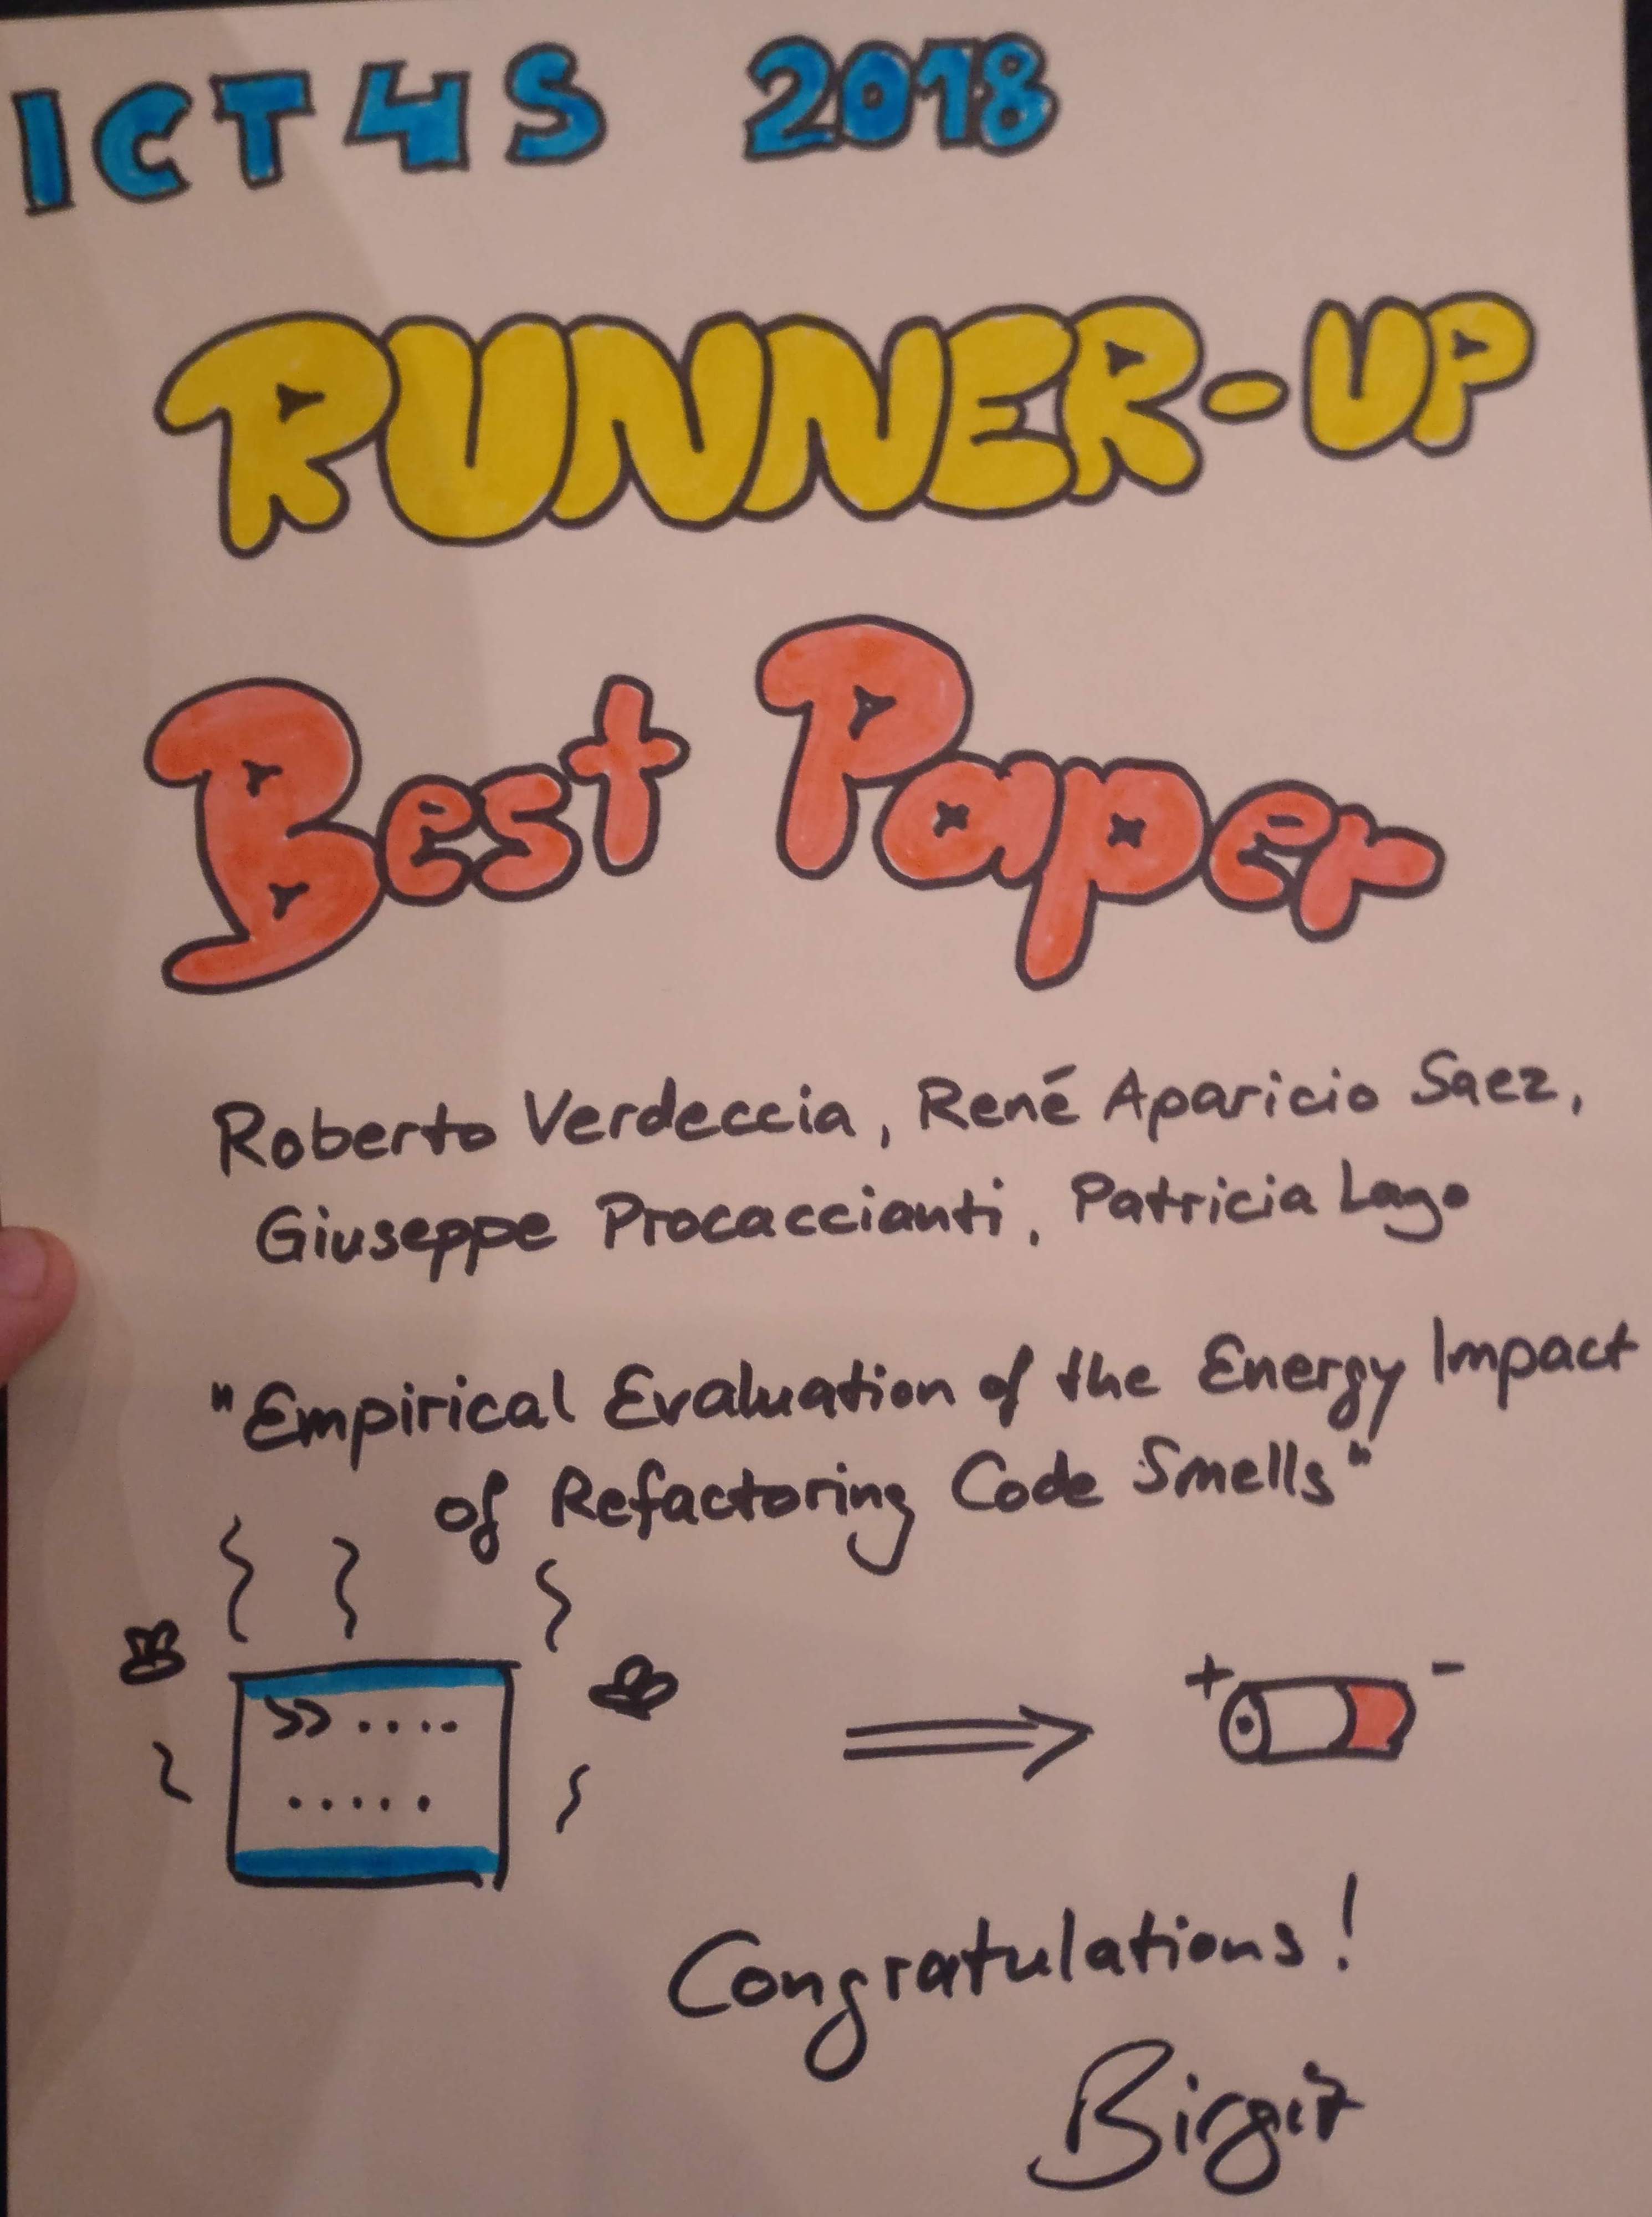 ICT4S 2018
RUNNER-UP
Best Paper
Roberto Verdeccia, René Aparicio Saez,
Giuseppe Procaccianti, Patricia Lago
"Empirical Evaluation of the Energy Impact
of Refactoring Code Smells"
>> ....
.....
+ -
Congratulations!
Birgit